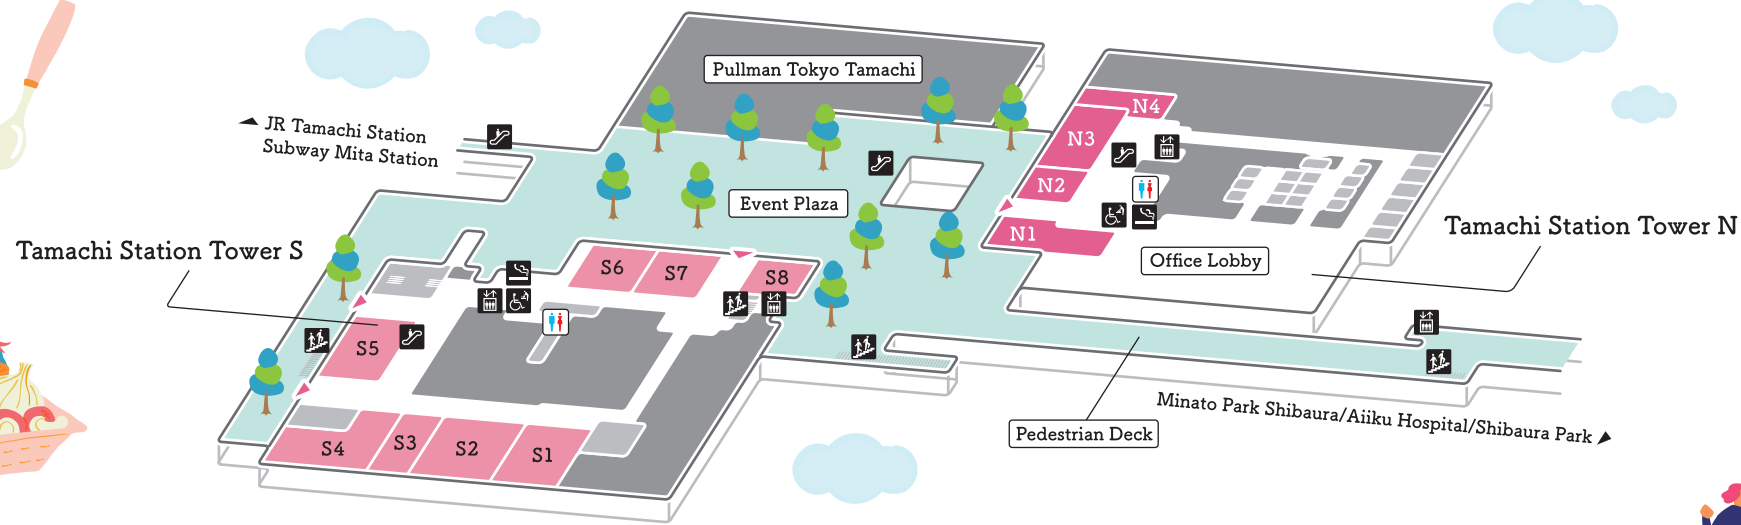 Pullman Tokyo Tamachi
JR Tamachi Station
Subway Mita Station
N4
N3
N2
N1
Event Plaza
Tamachi Station Tower N
Tamachi Station Tower S
Office Lobby
S6
S7
S8
S5
S4
S3
S2
S1
Pedestrian Deck
Minato Park Shibaura/Aiiku Hospital/Shibaura Park